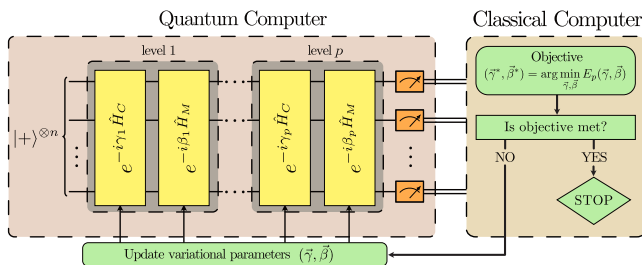 Quantum Computer
Classical Computer
level 1
level p
|+⟩^{⊗n}
e^{-iγ_1 Ĥ_C}
e^{-iβ_1 Ĥ_M}
e^{-iγ_p Ĥ_C}
e^{-iβ_p Ĥ_M}
Objective
(γ⃗*, β⃗*) = arg min_{γ⃗,β⃗} E_p(γ⃗, β⃗)
Is objective met?
NO
YES
STOP
Update variational parameters (γ⃗, β⃗)